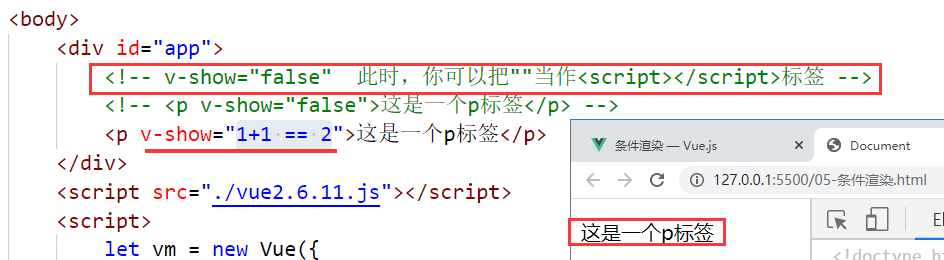 <body>
<div id="app">
<!-- v-show="false"  此时，你可以把""当作<script></script>标签 -->
<!-- <p v-show="false">这是一个p标签</p> -->
<p v-show="1+1 == 2">这是一个p标签</p>
</div>
<script src="./vue2.6.11.js"></script>
<script>
let vm = new Vue({
条件渲染 — Vue.js
Document
127.0.0.1:5500/05-条件渲染.html
这是一个p标签
El